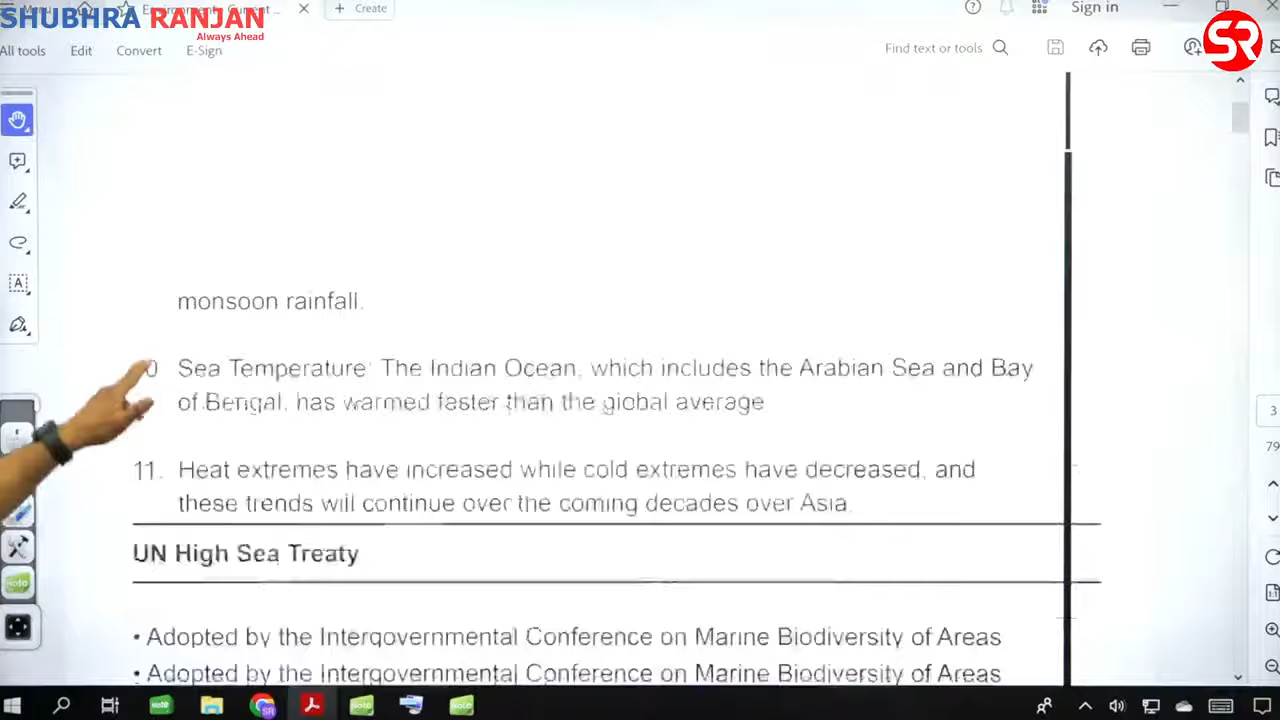 SHUBHRA RANJAN
Always Ahead
SR
Create
Sign in
All tools
Edit
Convert
E-Sign
Find text or tools
monsoon rainfall.
0 Sea Temperature: The Indian Ocean, which includes the Arabian Sea and Bay
of Bengal, has warmed faster than the global average
11. Heat extremes have increased while cold extremes have decreased, and
these trends will continue over the coming decades over Asia.
UN High Sea Treaty
• Adopted by the Intergovernmental Conference on Marine Biodiversity of Areas
• Adopted by the Intergovernmental Conference on Marine Biodiversity of Areas
3
79